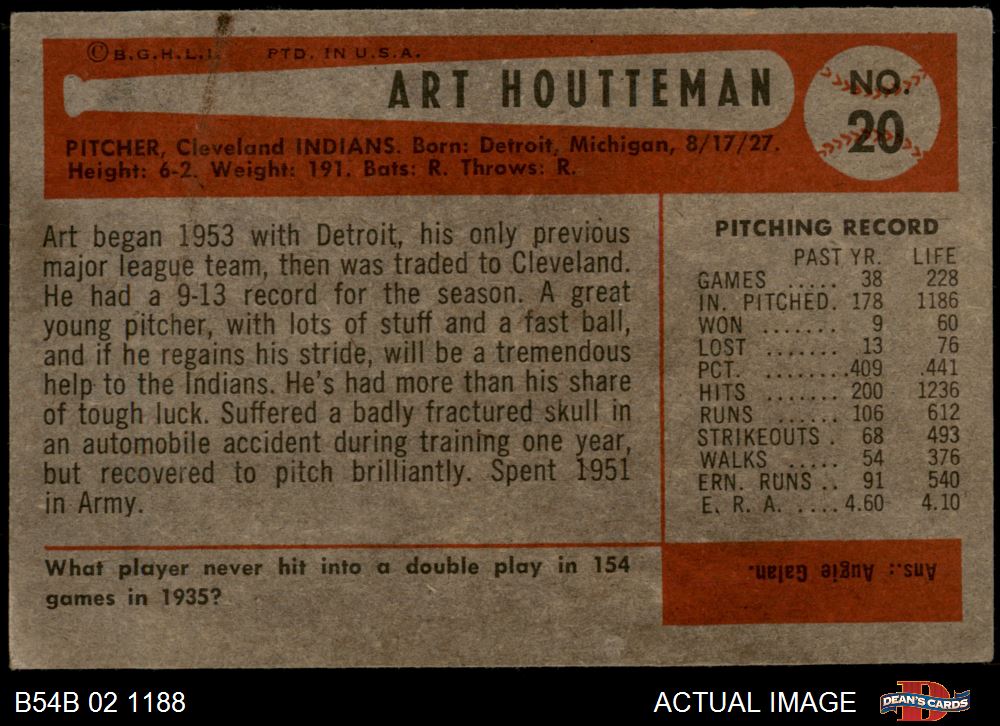 © B.G.H.L.I. PTD. IN U.S.A.
ART HOUTTEMAN
NO.
20
PITCHER, Cleveland INDIANS. Born: Detroit, Michigan, 8/17/27.
Height: 6-2. Weight: 191. Bats: R. Throws: R.
Art began 1953 with Detroit, his only previous
major league team, then was traded to Cleveland.
He had a 9-13 record for the season. A great
young pitcher, with lots of stuff and a fast ball,
and if he regains his stride, will be a tremendous
help to the Indians. He's had more than his share
of tough luck. Suffered a badly fractured skull in
an automobile accident during training one year,
but recovered to pitch brilliantly. Spent 1951
in Army.
PITCHING RECORD
PAST YR. LIFE
GAMES ..... 38 228
IN. PITCHED. 178 1186
WON ....... 9 60
LOST ....... 13 76
PCT. ........409 .441
HITS ....... 200 1236
RUNS ...... 106 612
STRIKEOUTS . 68 493
WALKS ..... 54 376
ERN. RUNS .. 91 540
E. R. A. .... 4.60 4.10
What player never hit into a double play in 154
games in 1935?
Ans.: Augie Galan.
B54B 02 1188
ACTUAL IMAGE
DEAN'S CARDS